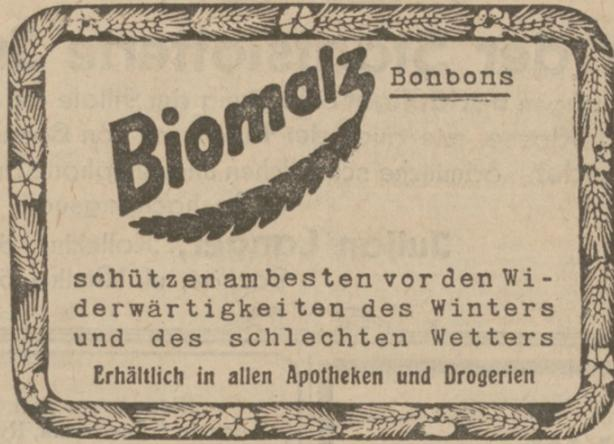 Biomalz Bonbons
schützen am besten vor den Wi-
derwärtigkeiten des Winters
und des schlechten Wetters
Erhältlich in allen Apotheken und Drogerien